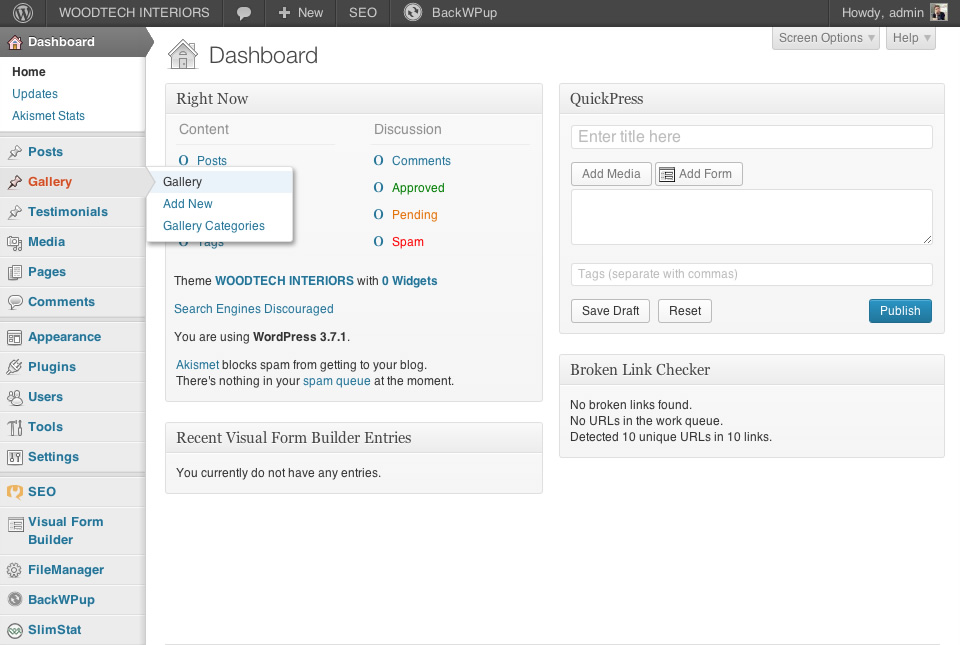 WOODTECH INTERIORS New SEO BackWPup Howdy, admin
Screen Options Help
Dashboard
Home
Updates
Akismet Stats
Posts
Gallery
Gallery
Add New
Gallery Categories
Testimonials
Media
Pages
Comments
Appearance
Plugins
Users
Tools
Settings
SEO
Visual Form
Builder
FileManager
BackWPup
SlimStat
Dashboard
Right Now
Content Discussion
0 Posts 0 Comments
0 Approved
0 Pending
0 Tags 0 Spam
Theme WOODTECH INTERIORS with 0 Widgets
Search Engines Discouraged
You are using WordPress 3.7.1.
Akismet blocks spam from getting to your blog.
There's nothing in your spam queue at the moment.
Recent Visual Form Builder Entries
You currently do not have any entries.
QuickPress
Enter title here
Add Media Add Form
Tags (separate with commas)
Save Draft Reset Publish
Broken Link Checker
No broken links found.
No URLs in the work queue.
Detected 10 unique URLs in 10 links.